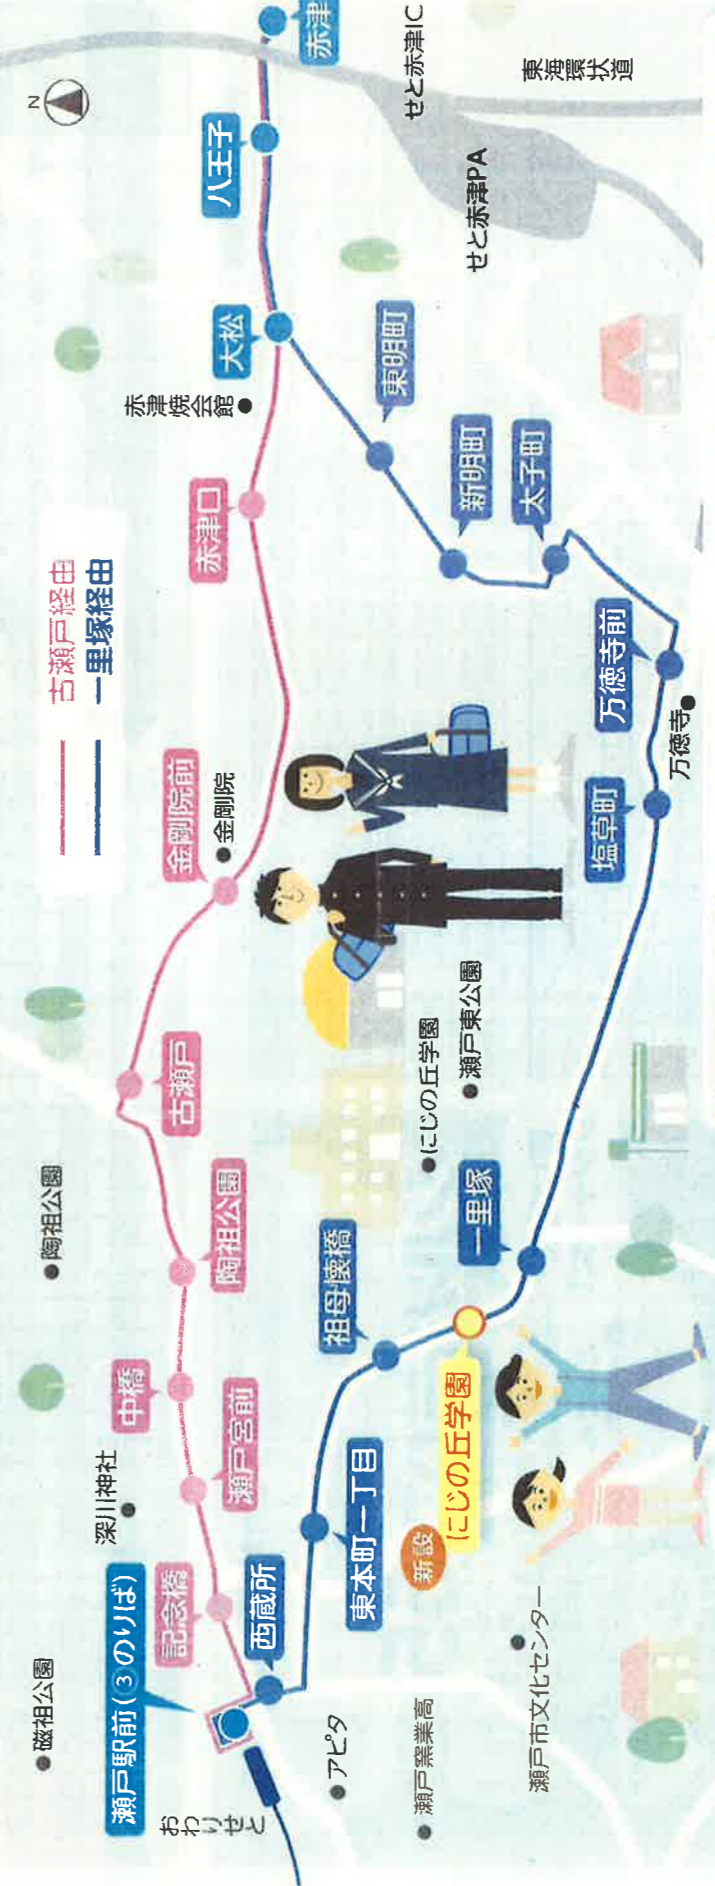 古瀬戸経由
一里塚経由
N
磁祖公園
瀬戸駅前(③のりば)
おわりせと
記念橋
深川神社
瀬戸宮前
中橋
陶祖公園
陶祖公園
古瀬戸
金剛院前
金剛院
赤津口
赤津焼会館
大松
八王子
赤津
西蔵所
アピタ
東本町一丁目
瀬戸窯業高
新設
にじの丘学園
瀬戸市文化センター
祖母懐橋
一里塚
にじの丘学園
瀬戸東公園
塩草町
万徳寺
万徳寺前
太子町
新明町
東明町
せと赤津PA
せと赤津IC
東海環状道